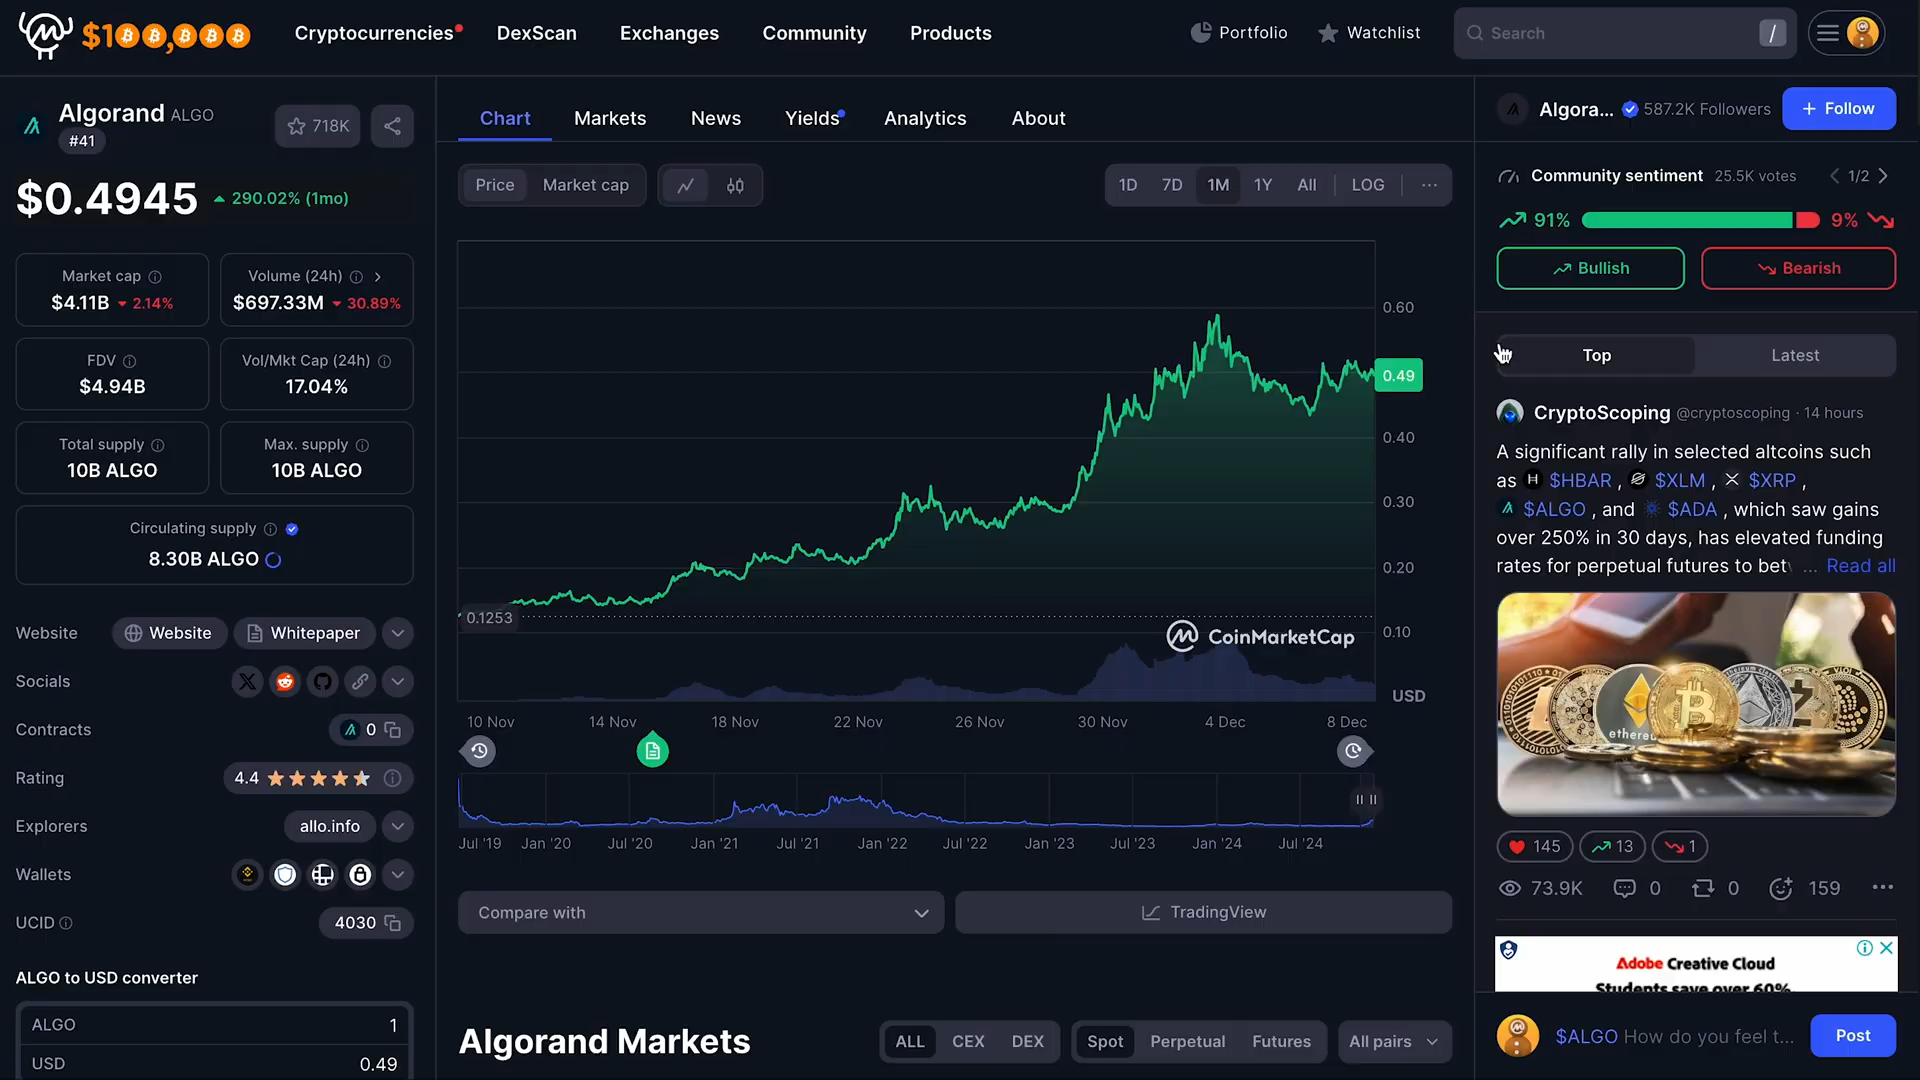 $1
Cryptocurrencies
DexScan
Exchanges
Community
Products
Portfolio
Watchlist
Search
/
Algorand ALGO
#41
718K
$0.4945
290.02% (1mo)
Market cap
$4.11B 2.14%
Volume (24h)
$697.33M 30.89%
FDV
$4.94B
Vol/Mkt Cap (24h)
17.04%
Total supply
10B ALGO
Max. supply
10B ALGO
Circulating supply
8.30B ALGO
Website Website Whitepaper
Socials
Contracts 0
Rating 4.4
Explorers allo.info
Wallets
UCID 4030
ALGO to USD converter
ALGO 1
USD 0.49
Chart
Markets
News
Yields
Analytics
About
Price
Market cap
1D 7D 1M 1Y All LOG ...
0.60
0.49
0.40
0.30
0.20
0.1253
0.10
CoinMarketCap
USD
10 Nov 14 Nov 18 Nov 22 Nov 26 Nov 30 Nov 4 Dec 8 Dec
Jul '19 Jan '20 Jul '20 Jan '21 Jul '21 Jan '22 Jul '22 Jan '23 Jul '23 Jan '24 Jul '24
Compare with
TradingView
Algorand Markets
ALL CEX DEX
Spot Perpetual Futures
All pairs
Algora... 587.2K Followers
+ Follow
Community sentiment 25.5K votes
1/2
91%
9%
Bullish
Bearish
Top
Latest
CryptoScoping @cryptoscoping · 14 hours
A significant rally in selected altcoins such
as $HBAR , $XLM , $XRP ,
$ALGO , and $ADA , which saw gains
over 250% in 30 days, has elevated funding
rates for perpetual futures to bet ... Read all
ethereu
145
13
1
73.9K
0
0
159
...
Adobe Creative Cloud
Students save over 60%.
$ALGO How do you feel t...
Post